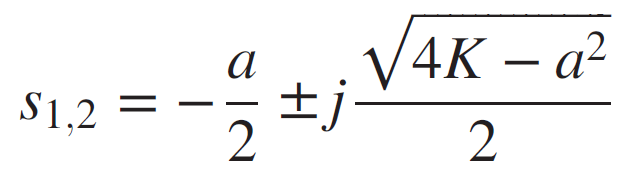 $s_{1,2} = -\frac{a}{2} \pm j\frac{\sqrt{4K - a^2}}{2}$